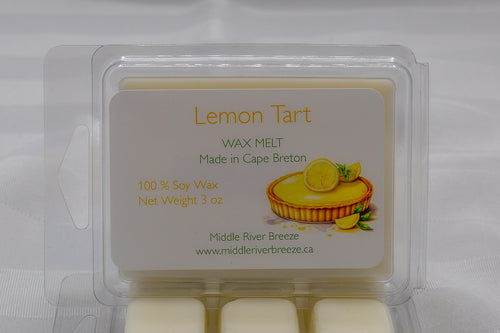 Lemon Tart
WAX MELT
Made in Cape Breton
100 % Soy Wax
Net Weight 3 oz
Middle River Breeze
www.middleriverbreeze.ca